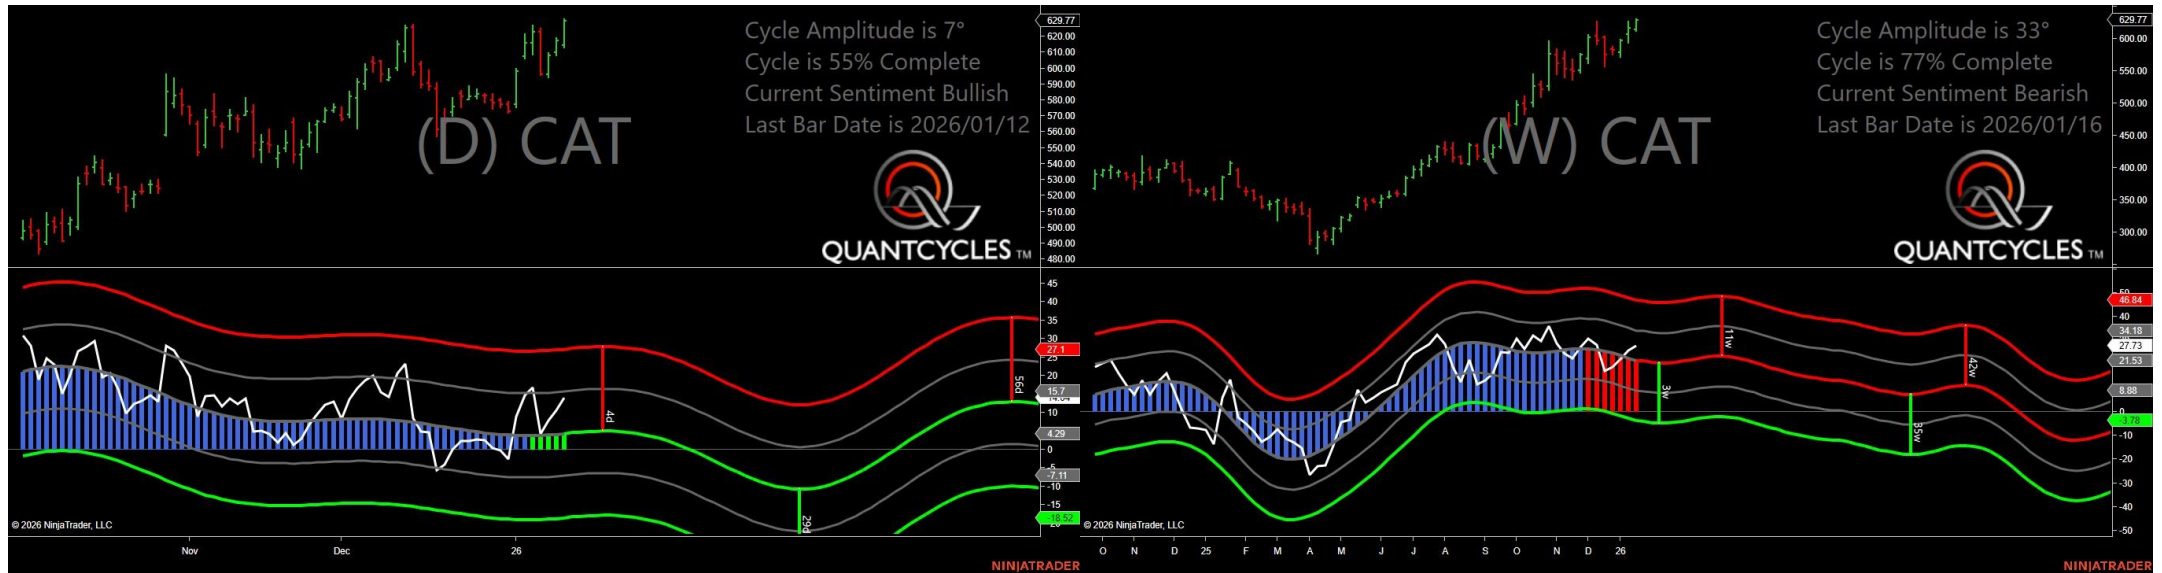 Cycle Amplitude is 7°
Cycle is 55% Complete
Current Sentiment Bullish
Last Bar Date is 2026/01/12
(D) CAT
QUANTCYCLES TM
629.77
620.00
610.00
600.00
590.00
580.00
570.00
560.00
550.00
540.00
530.00
520.00
510.00
500.00
490.00
480.00
45
40
35
30
27.1
20
15.7
10
4.29
0
-5
-7.11
-10
-15
-18.52
4d
29d
56d
© 2026 NinjaTrader, LLC
Nov
Dec
26
NINJATRADER
Cycle Amplitude is 33°
Cycle is 77% Complete
Current Sentiment Bearish
Last Bar Date is 2026/01/16
(W) CAT
QUANTCYCLES TM
629.77
600.00
550.00
500.00
450.00
400.00
350.00
300.00
46.84
40
34.18
27.73
21.53
8.88
0
-3.78
-10
-20
-30
-40
-50
3w
11w
35w
42w
© 2026 NinjaTrader, LLC
O N D 25 F M A M J J A S O N D 26
NINJATRADER